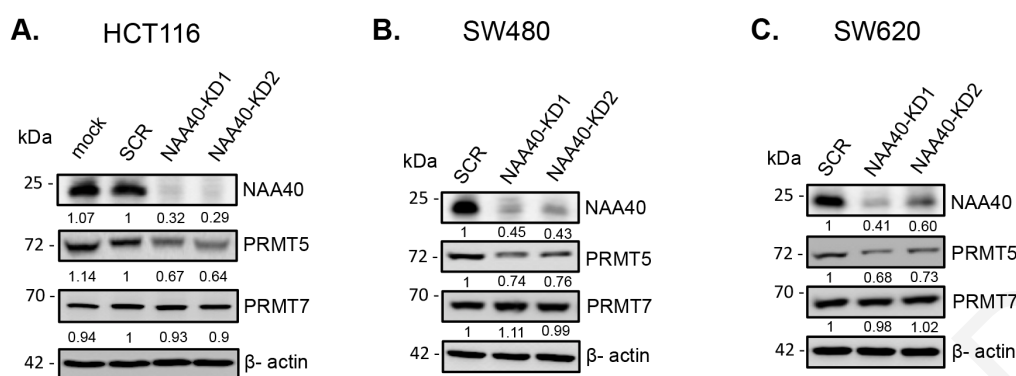 A.
HCT116
kDa
mock
SCR
NAA40-KD1
NAA40-KD2
25 -
NAA40
1.07 1 0.32 0.29
72 -
PRMT5
1.14 1 0.67 0.64
70 -
PRMT7
0.94 1 0.93 0.9
42 -
β- actin
B.
SW480
kDa
SCR
NAA40-KD1
NAA40-KD2
25 -
NAA40
1 0.45 0.43
72 -
PRMT5
1 0.74 0.76
70 -
PRMT7
1 1.11 0.99
42 -
β- actin
C.
SW620
kDa
SCR
NAA40-KD1
NAA40-KD2
25 -
NAA40
1 0.41 0.60
72 -
PRMT5
1 0.68 0.73
70 -
PRMT7
1 0.98 1.02
42 -
β- actin